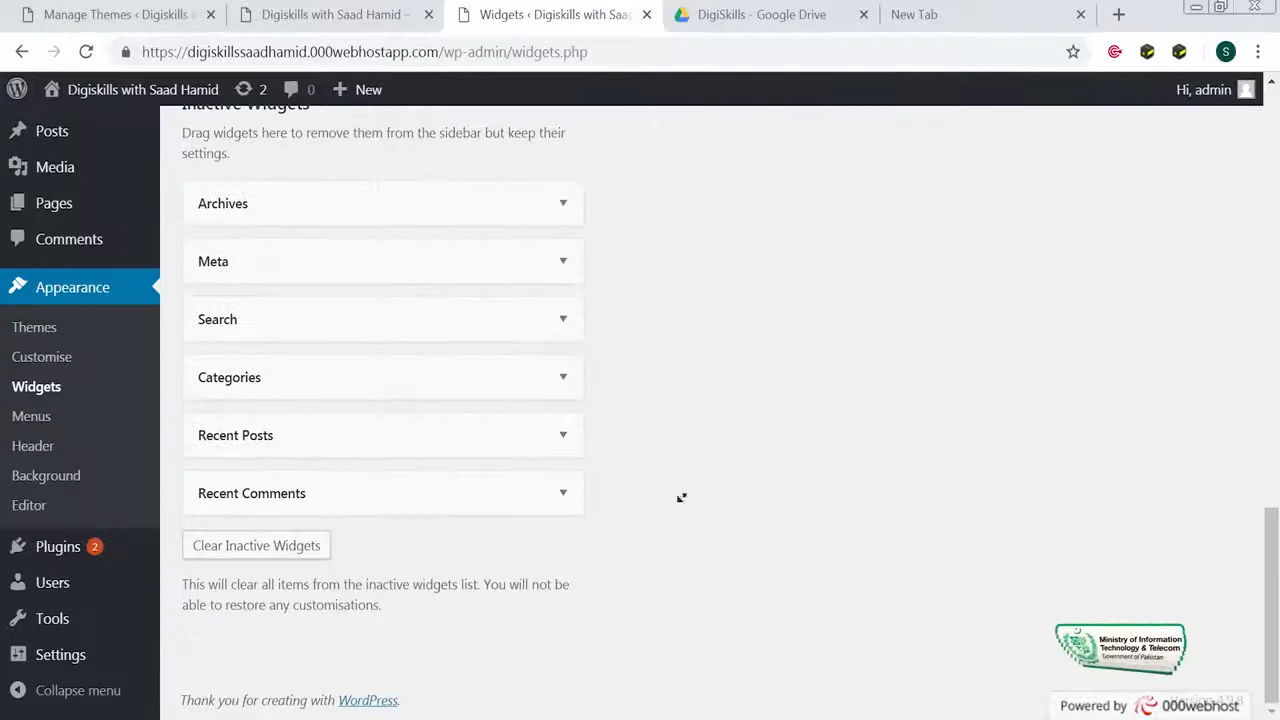 Manage Themes ‹ Digiskills
Digiskills with Saad Hamid –
Widgets ‹ Digiskills with Saad
DigiSkills - Google Drive
New Tab
https://digiskillssaadhamid.000webhostapp.com/wp-admin/widgets.php
S
Digiskills with Saad Hamid
2
0
New
Hi, admin
Posts
Media
Pages
Comments
Appearance
Themes
Customise
Widgets
Menus
Header
Background
Editor
Plugins 2
Users
Tools
Settings
Collapse menu
Inactive Widgets
Drag widgets here to remove them from the sidebar but keep their
settings.
Archives
Meta
Search
Categories
Recent Posts
Recent Comments
Clear Inactive Widgets
This will clear all items from the inactive widgets list. You will not be
able to restore any customisations.
Thank you for creating with WordPress.
Ministry of Information
Technology & Telecom
Government of Pakistan
Powered by 000webhost